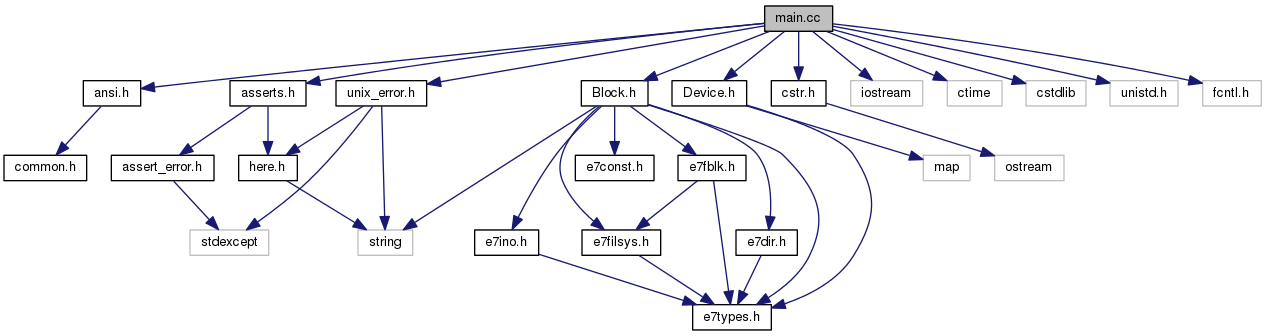 main.cc
ansi.h
asserts.h
unix_error.h
Block.h
Device.h
cstr.h
iostream
ctime
cstdlib
unistd.h
fcntl.h
common.h
assert_error.h
here.h
e7const.h
e7fblk.h
map
ostream
stdexcept
string
e7ino.h
e7filsys.h
e7dir.h
e7types.h